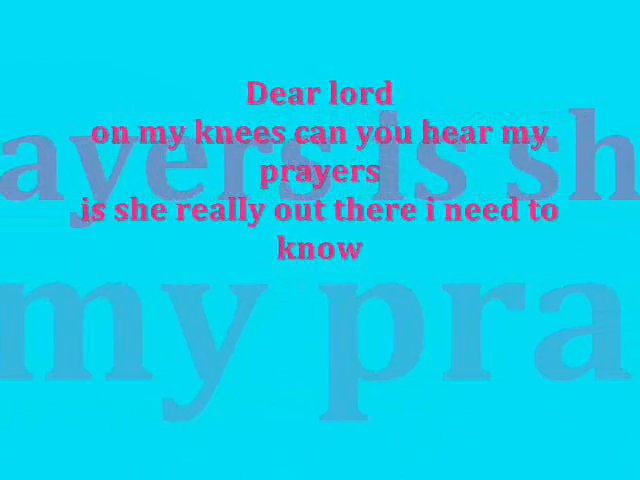 Dear lord
on my knees can you hear my
prayers
is she really out there i need to
know
ayers is sh
my pra